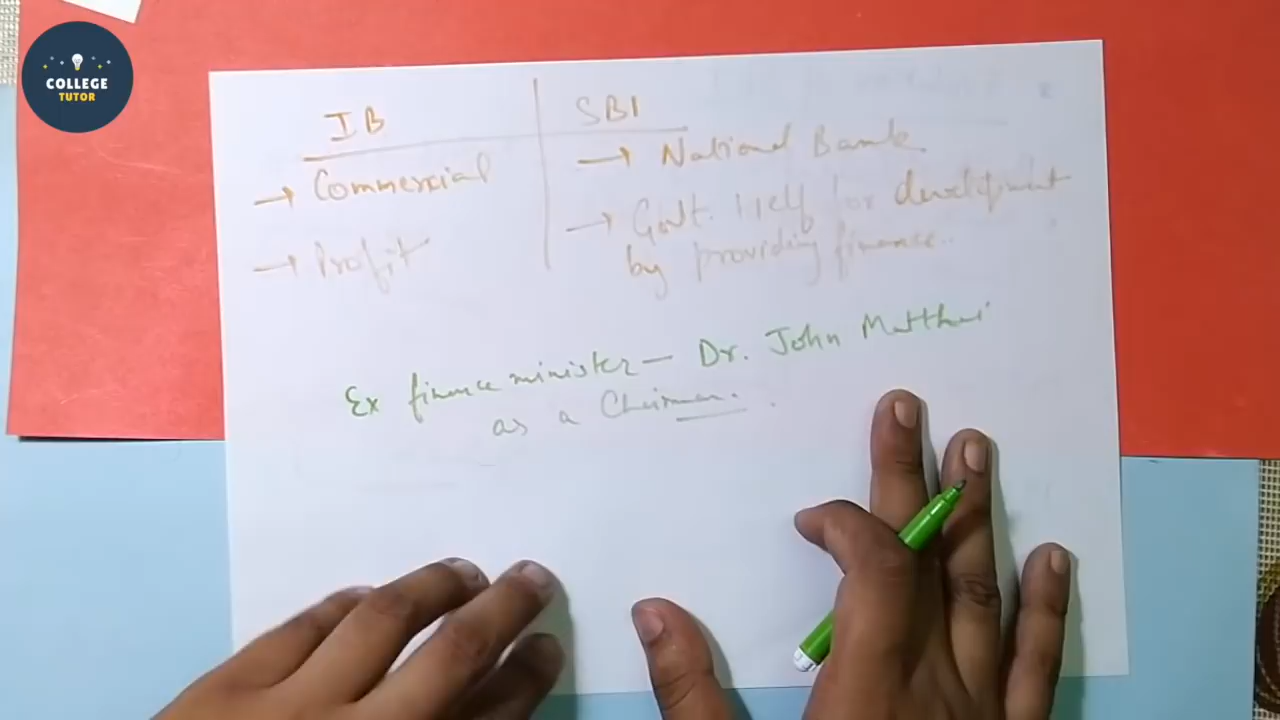 COLLEGE
TUTOR
IB
SBI
→ Commercial
→ National Bank.
→ Profit
→ Govt. Help for development
by providing finance..
Ex finance minister — Dr. John Matthai
as a Chairman.